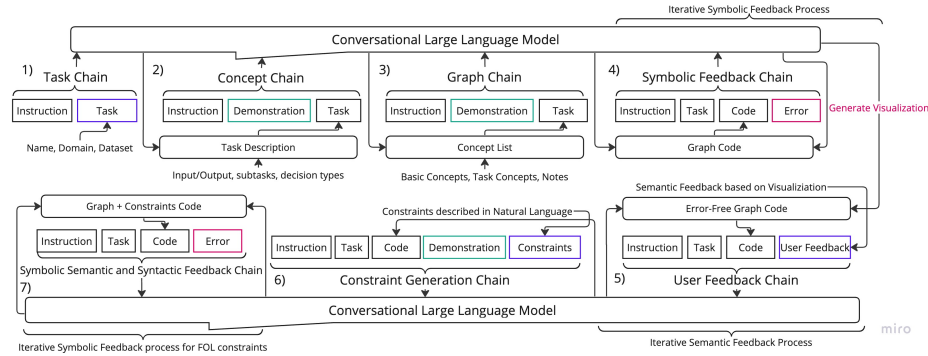 Iterative Symbolic Feedback Process
Conversational Large Language Model
1) Task Chain
2) Concept Chain
3) Graph Chain
4) Symbolic Feedback Chain
Instruction Task
Instruction Demonstration Task
Instruction Demonstration Task
Instruction Task Code Error
Generate Visualization
Name, Domain, Dataset
Task Description
Concept List
Graph Code
Input/Output, subtasks, decision types
Basic Concepts, Task Concepts, Notes
Semantic Feedback based on Visualiziation
Graph + Constraints Code
Constraints described in Natural Language
Error-Free Graph Code
Instruction Task Code Error
Instruction Task Code Demonstration Constraints
Instruction Task Code User Feedback
Symbolic Semantic and Syntactic Feedback Chain
6) Constraint Generation Chain
5) User Feedback Chain
7)
Conversational Large Language Model
miro
Iterative Symbolic Feedback process for FOL constraints
Iterative Semantic Feedback Process